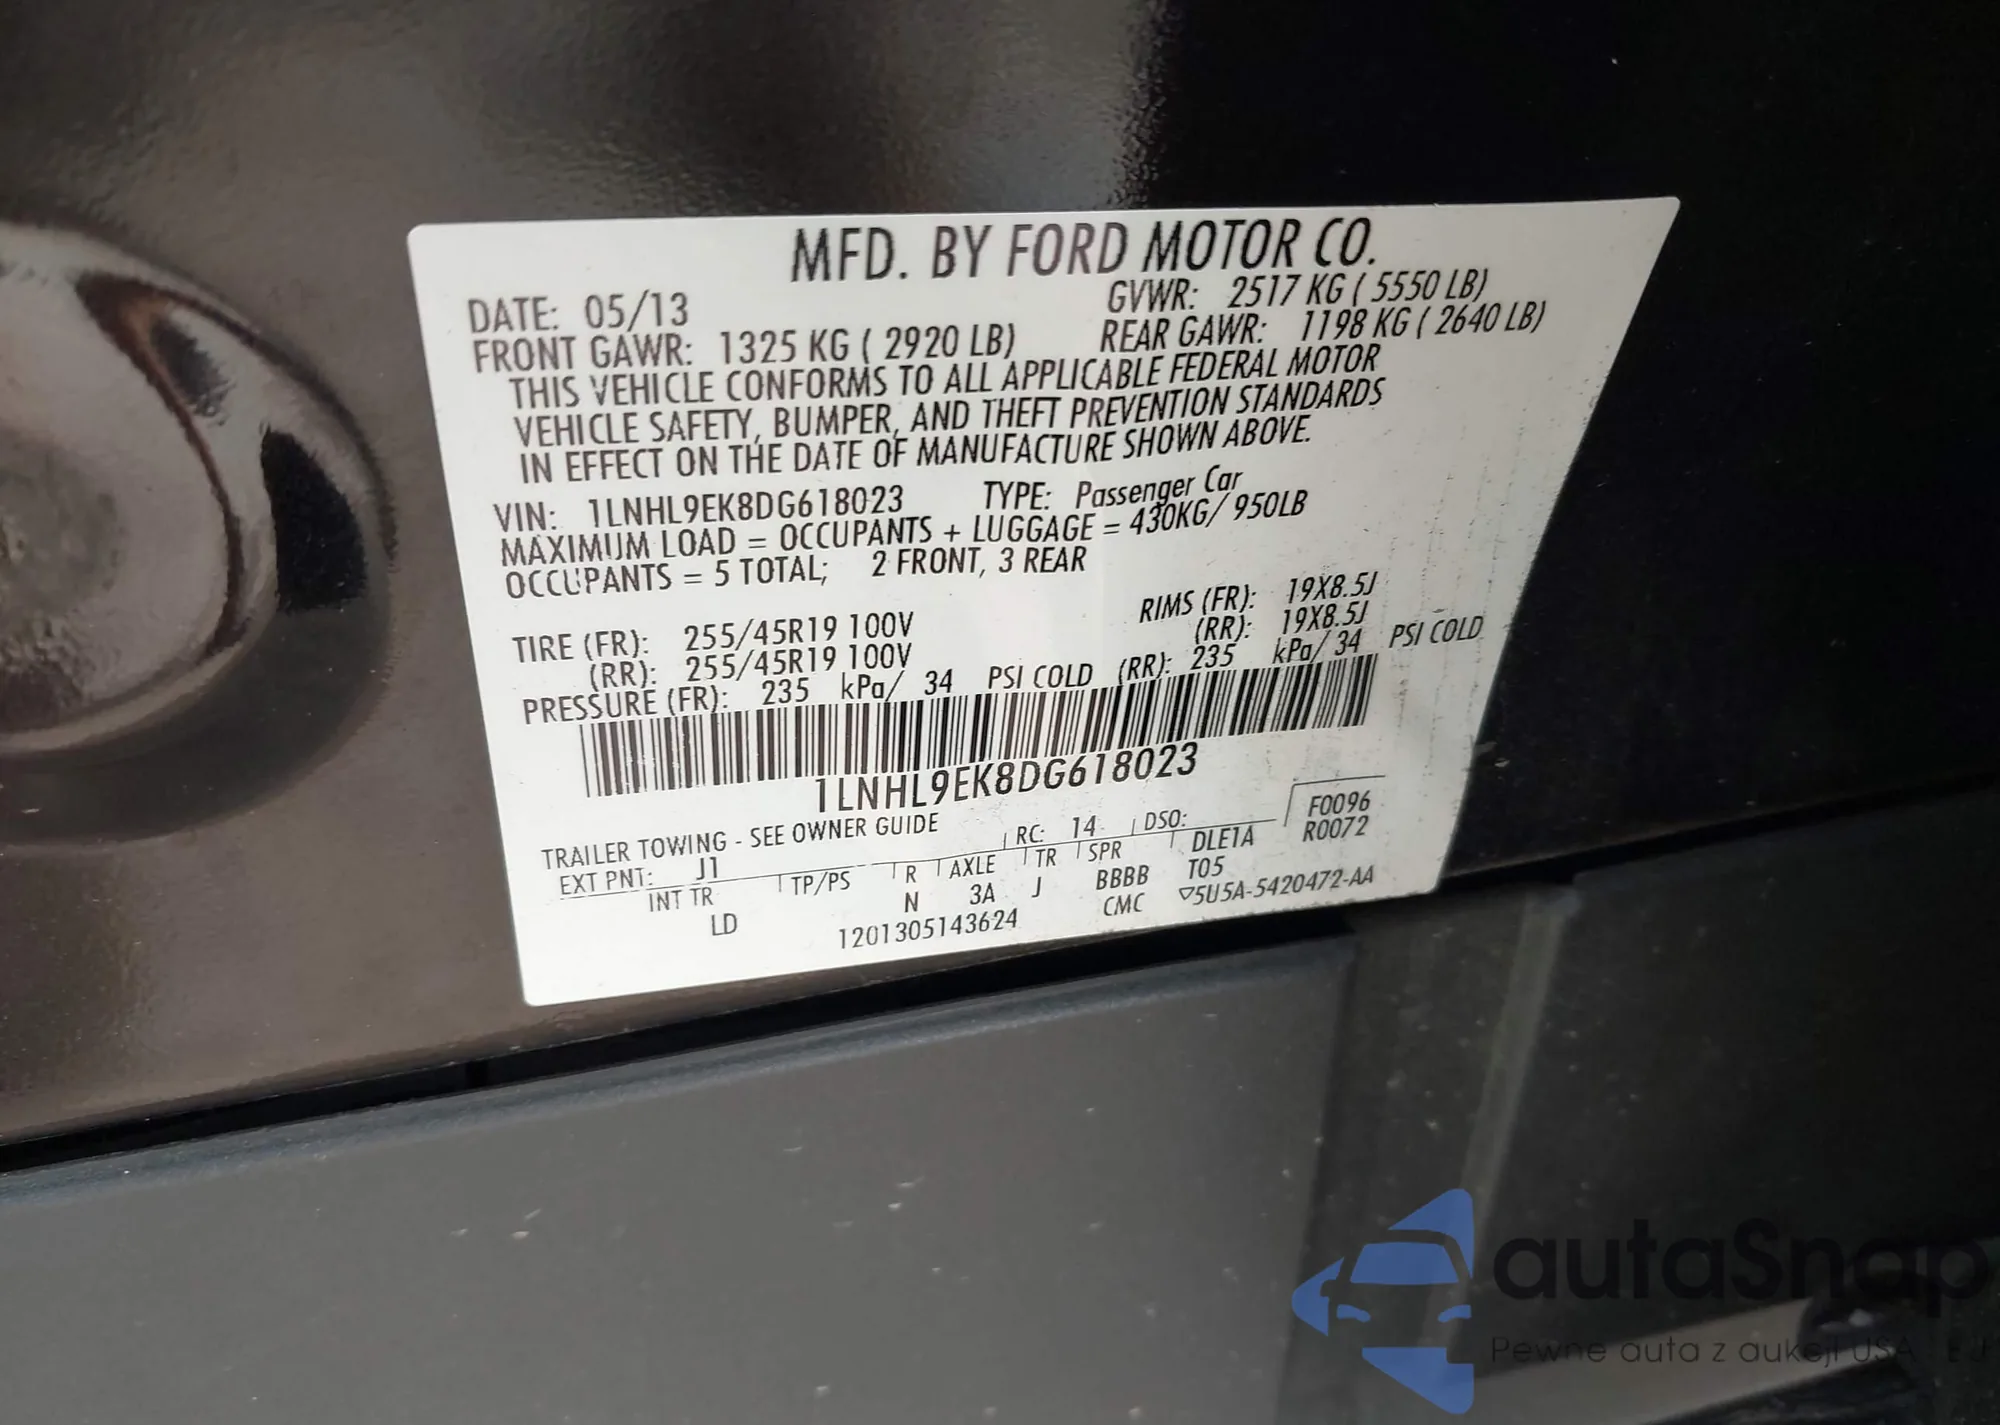 MFD. BY FORD MOTOR CO.
DATE: 05/13 GVWR: 2517 KG ( 5550 LB)
FRONT GAWR: 1325 KG ( 2920 LB) REAR GAWR: 1198 KG ( 2640 LB)
THIS VEHICLE CONFORMS TO ALL APPLICABLE FEDERAL MOTOR
VEHICLE SAFETY, BUMPER, AND THEFT PREVENTION STANDARDS
IN EFFECT ON THE DATE OF MANUFACTURE SHOWN ABOVE.
VIN: 1LNHL9EK8DG618023 TYPE: Passenger Car
MAXIMUM LOAD = OCCUPANTS + LUGGAGE = 430KG/ 950LB
OCCUPANTS = 5 TOTAL; 2 FRONT, 3 REAR
TIRE (FR): 255/45R19 100V RIMS (FR): 19X8.5J
(RR): 255/45R19 100V (RR): 19X8.5J
PRESSURE (FR): 235 kPa/ 34 PSI COLD (RR): 235 kPa/ 34 PSI COLD
1LNHL9EK8DG618023
TRAILER TOWING - SEE OWNER GUIDE
EXT PNT: J1 RC: 14 DSO: F0096
INT TR TP/PS R AXLE TR SPR DLE1A R0072
LD N 3A J BBBB T05
1201305143624 CMC ▽5U5A-5420472-AA
autaSnap
Pewne auta z aukcji USA